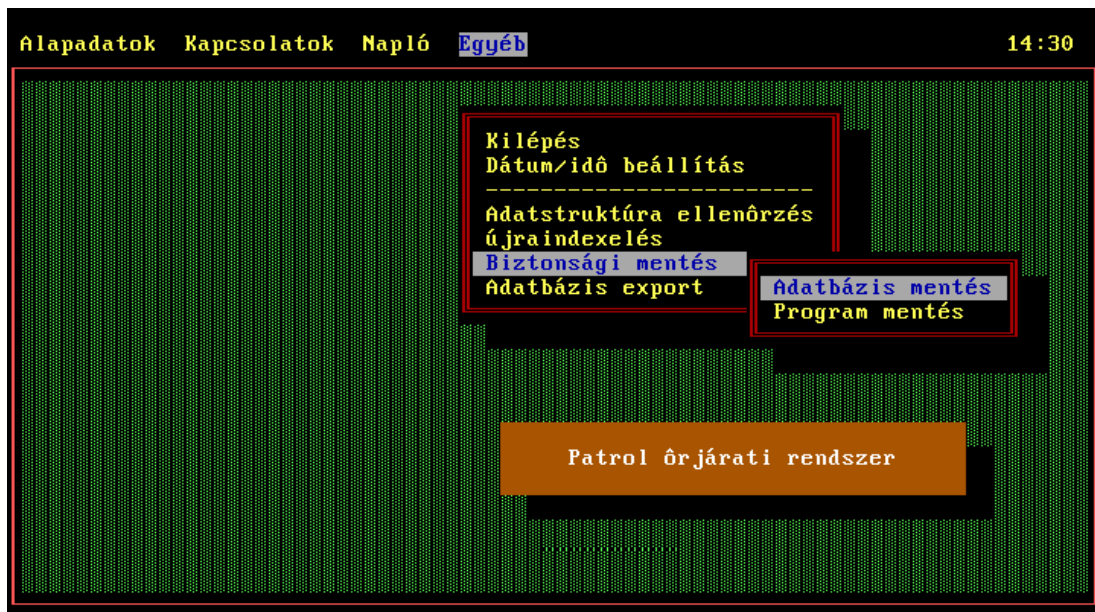 Alapadatok Kapcsolatok Napló Egyéb 14:30
Kilépés
Dátum/idô beállítás
------------------------
Adatstruktúra ellenôrzés
újraindexelés
Biztonsági mentés
Adatbázis export
Adatbázis mentés
Program mentés
Patrol ôrjárati rendszer